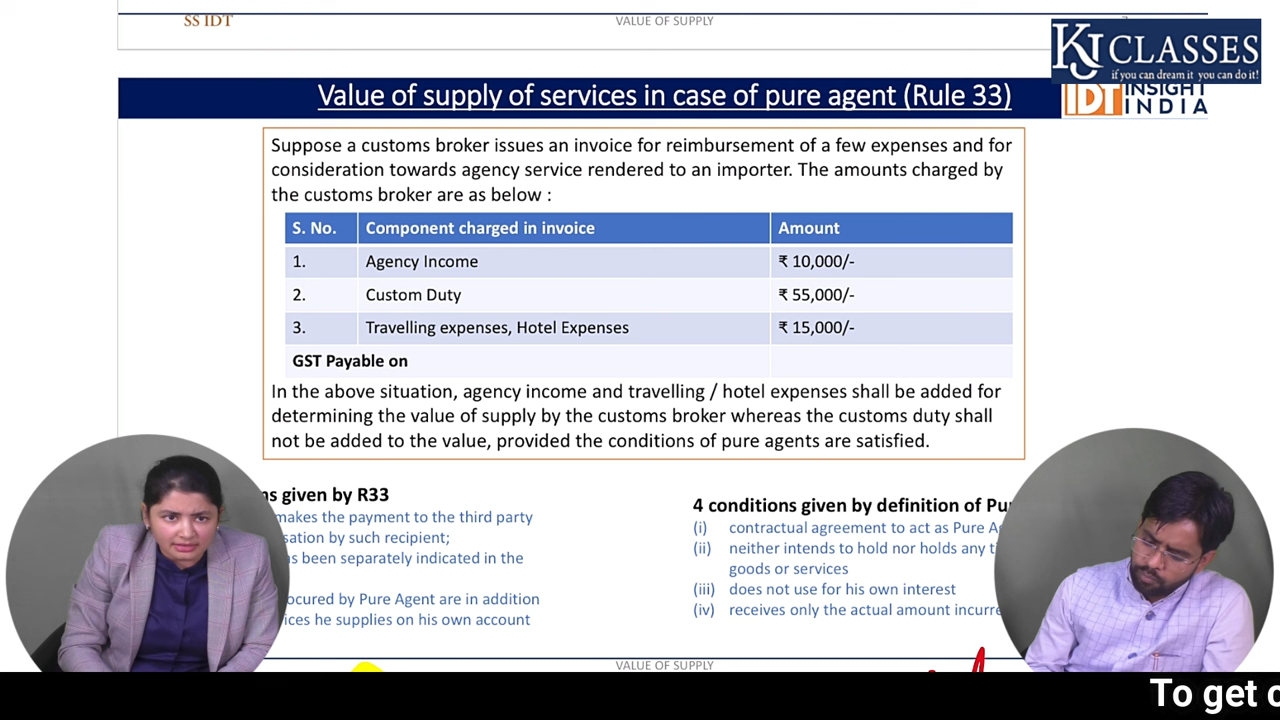 SS IDT
VALUE OF SUPPLY
KJ CLASSES
if you can dream it you can do it!
IDT INSIGHT
INDIA
Value of supply of services in case of pure agent (Rule 33)
Suppose a customs broker issues an invoice for reimbursement of a few expenses and for
consideration towards agency service rendered to an importer. The amounts charged by
the customs broker are as below :
S. No. Component charged in invoice Amount
1. Agency Income ₹ 10,000/-
2. Custom Duty ₹ 55,000/-
3. Travelling expenses, Hotel Expenses ₹ 15,000/-
GST Payable on
In the above situation, agency income and travelling / hotel expenses shall be added for
determining the value of supply by the customs broker whereas the customs duty shall
not be added to the value, provided the conditions of pure agents are satisfied.
given by R33
makes the payment to the third party
by such recipient;
been separately indicated in the
by Pure Agent are in addition
he supplies on his own account
4 conditions given by definition of
(i) contractual agreement to act as Pure
(ii) neither intends to hold nor holds any
goods or services
(iii) does not use for his own interest
(iv) receives only the actual amount
VALUE OF SUPPLY
To get